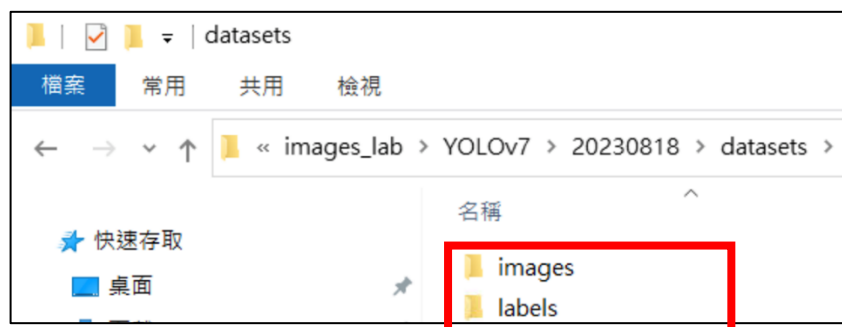 datasets
檔案 常用 共用 檢視
« images_lab > YOLOv7 > 20230818 > datasets >
名稱
快速存取
images
桌面
labels